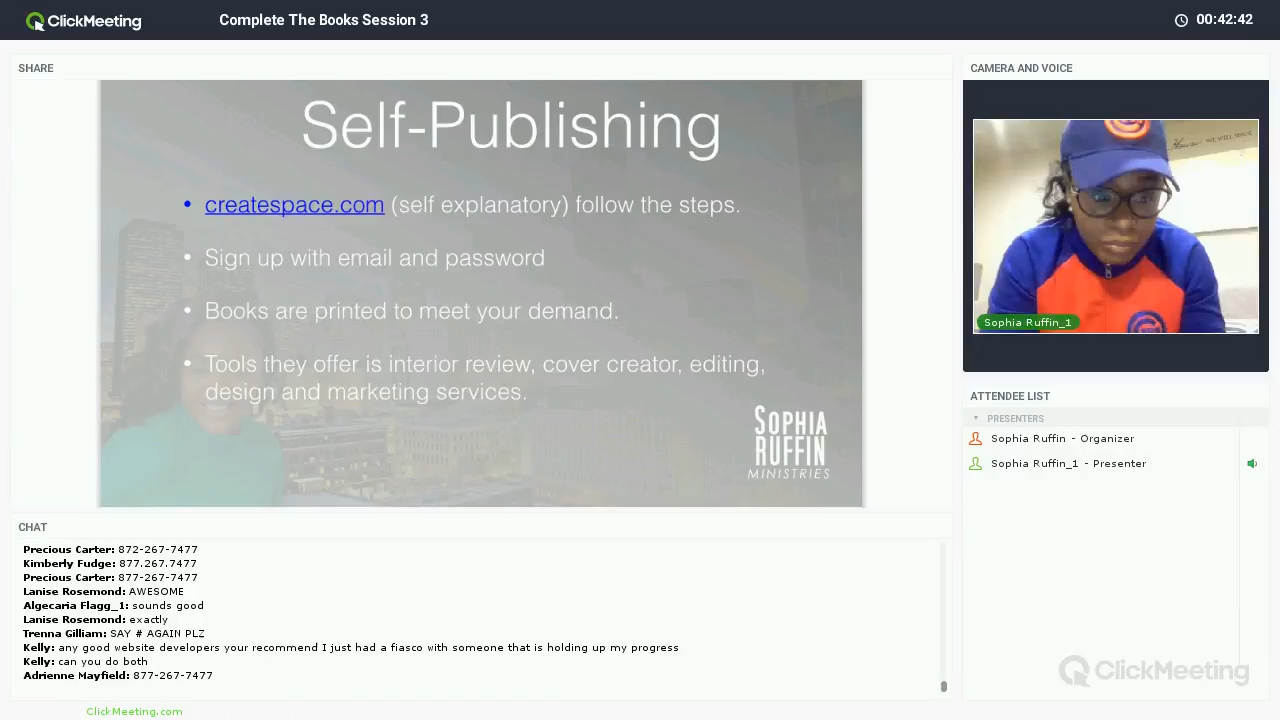 ClickMeeting
Complete The Books Session 3
00:42:42
SHARE
Self-Publishing
• createspace.com (self explanatory) follow the steps.
• Sign up with email and password
• Books are printed to meet your demand.
• Tools they offer is interior review, cover creator, editing,
design and marketing services.
SOPHIA
RUFFIN
MINISTRIES
CAMERA AND VOICE
Sophia Ruffin_1
ATTENDEE LIST
PRESENTERS
Sophia Ruffin - Organizer
Sophia Ruffin_1 - Presenter
CHAT
Precious Carter: 872-267-7477
Kimberly Fudge: 877.267.7477
Precious Carter: 877-267-7477
Lanise Rosemond: AWESOME
Algecaria Flagg_1: sounds good
Lanise Rosemond: exactly
Trenna Gilliam: SAY # AGAIN PLZ
Kelly: any good website developers your recommend I just had a fiasco with someone that is holding up my progress
Kelly: can you do both
Adrienne Mayfield: 877-267-7477
ClickMeeting
ClickMeeting.com